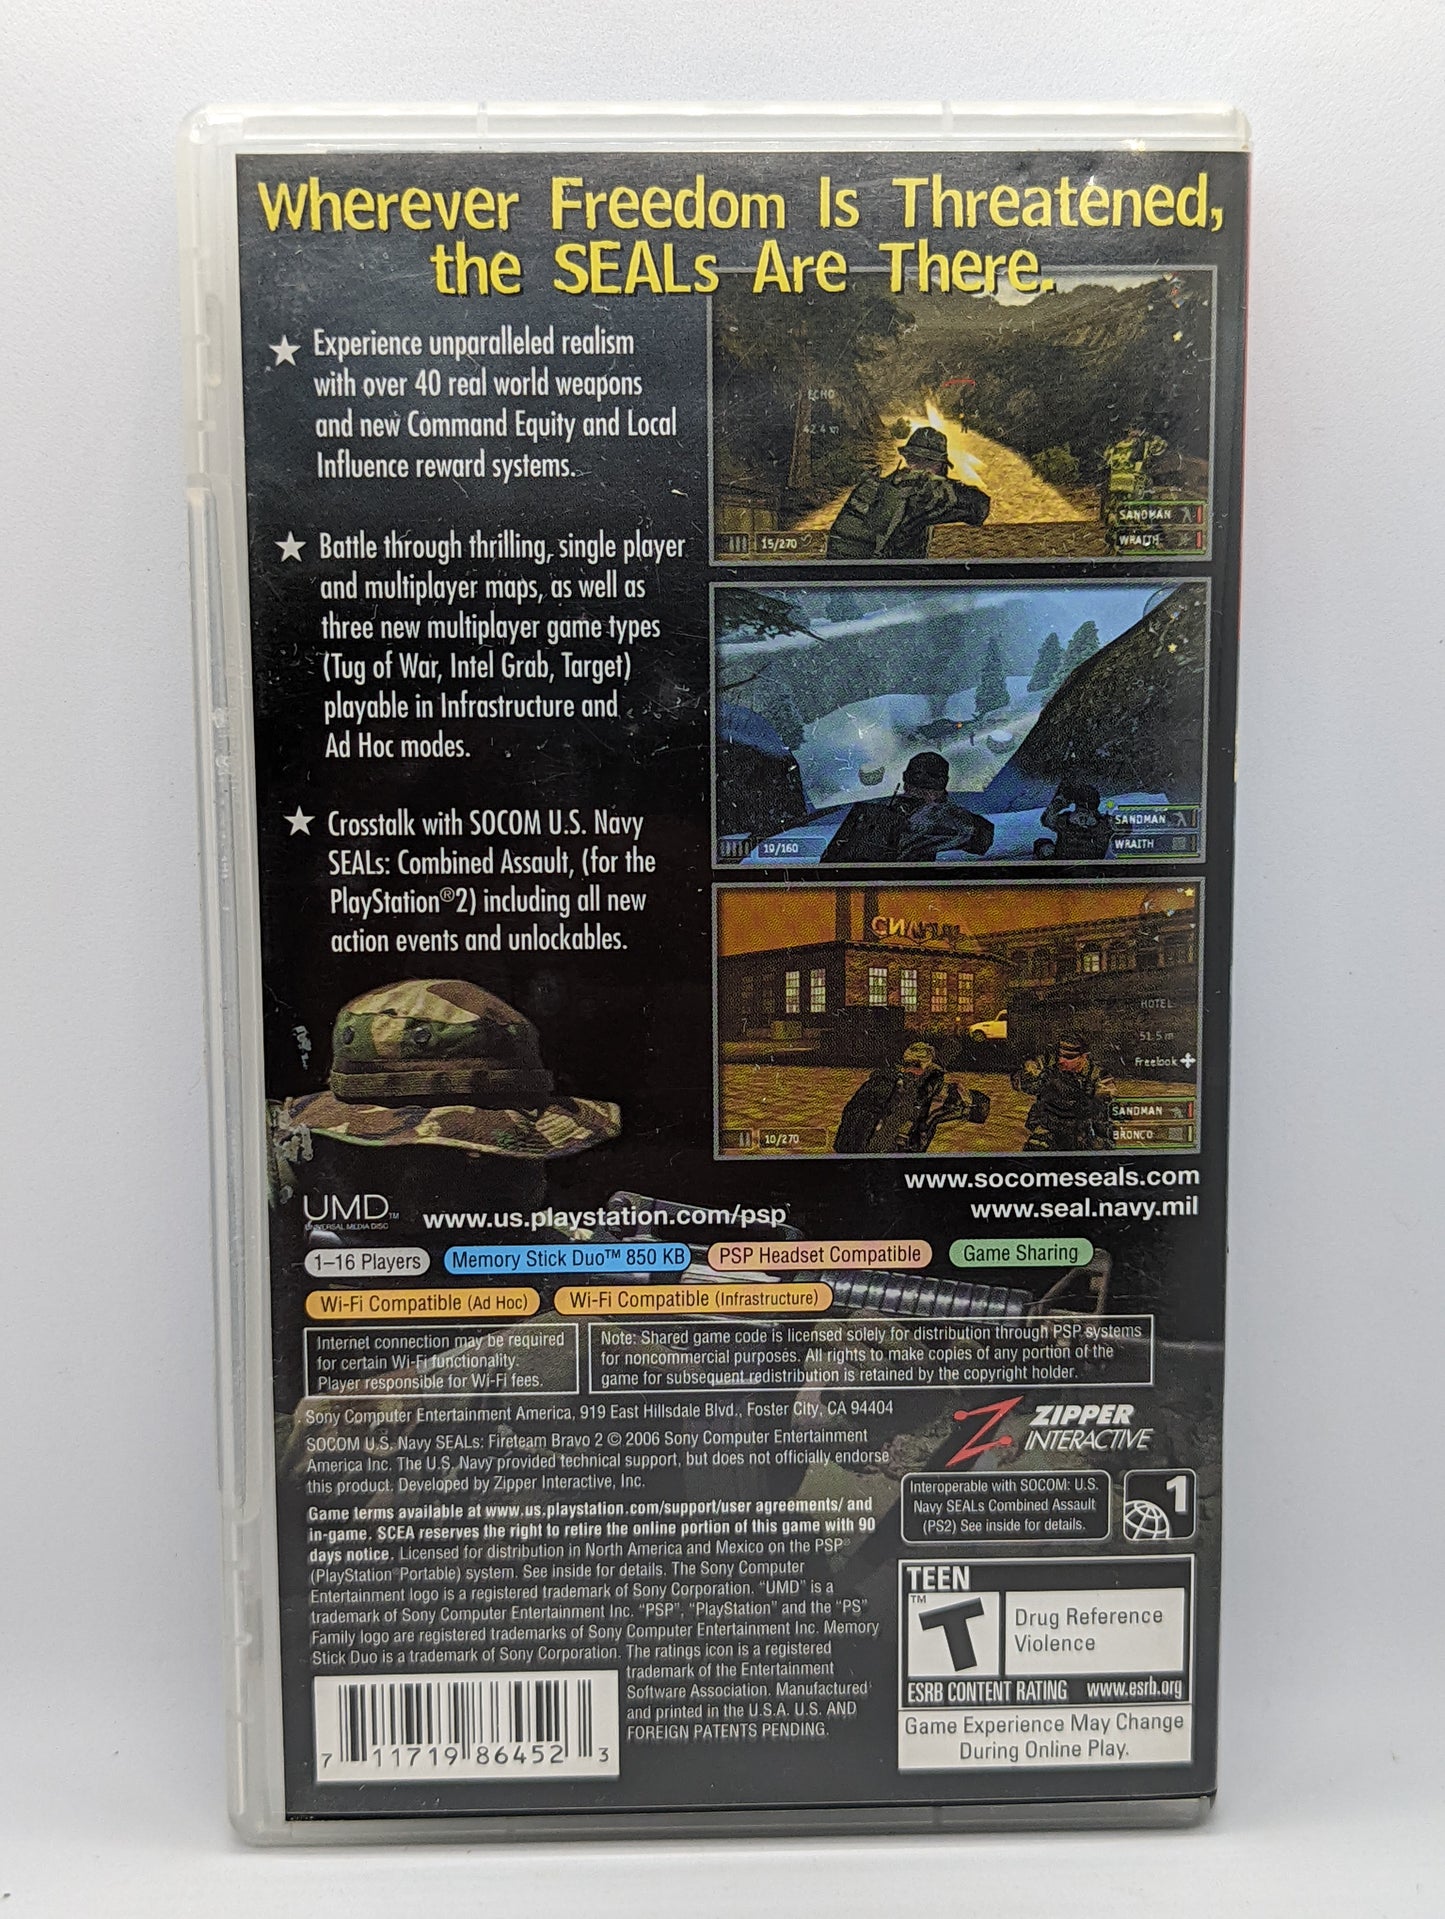 Wherever Freedom Is Threatened,
the SEALs Are There.
★ Experience unparalleled realism
with over 40 real world weapons
and new Command Equity and Local
Influence reward systems.
★ Battle through thrilling, single player
and multiplayer maps, as well as
three new multiplayer game types
(Tug of War, Intel Grab, Target)
playable in Infrastructure and
Ad Hoc modes.
★ Crosstalk with SOCOM U.S. Navy
SEALs: Combined Assault, (for the
PlayStation®2) including all new
action events and unlockables.
ECHO
42.4 m
SANDMAN
WRAITH
15/270
SANDMAN
WRAITH
19/160
HOTEL
51.5 m
Freelook
SANDMAN
BRONCO
10/270
www.socomeseals.com
www.seal.navy.mil
UMD™
UNIVERSAL MEDIA DISC
www.us.playstation.com/psp
1–16 Players
Memory Stick Duo™ 850 KB
PSP Headset Compatible
Game Sharing
Wi-Fi Compatible (Ad Hoc)
Wi-Fi Compatible (Infrastructure)
Internet connection may be required
for certain Wi-Fi functionality.
Player responsible for Wi-Fi fees.
Note: Shared game code is licensed solely for distribution through PSP systems
for noncommercial purposes. All rights to make copies of any portion of the
game for subsequent redistribution is retained by the copyright holder.
Sony Computer Entertainment America, 919 East Hillsdale Blvd., Foster City, CA 94404
SOCOM U.S. Navy SEALs: Fireteam Bravo 2 © 2006 Sony Computer Entertainment
America Inc. The U.S. Navy provided technical support, but does not officially endorse
this product. Developed by Zipper Interactive, Inc.
ZIPPER
INTERACTIVE
Interoperable with SOCOM: U.S.
Navy SEALs Combined Assault
(PS2) See inside for details.
1
Game terms available at www.us.playstation.com/support/user agreements/ and
in-game. SCEA reserves the right to retire the online portion of this game with 90
days notice. Licensed for distribution in North America and Mexico on the PSP®
(PlayStation®Portable) system. See inside for details. The Sony Computer
Entertainment logo is a registered trademark of Sony Corporation. "UMD" is a
trademark of Sony Computer Entertainment Inc. "PSP", "PlayStation" and the "PS"
Family logo are registered trademarks of Sony Computer Entertainment Inc. Memory
Stick Duo is a trademark of Sony Corporation. The ratings icon is a registered
trademark of the Entertainment
Software Association. Manufactured
and printed in the U.S.A. U.S. AND
FOREIGN PATENTS PENDING.
TEEN
T™
Drug Reference
Violence
ESRB CONTENT RATING www.esrb.org
Game Experience May Change
During Online Play.
7 11719 86452 3